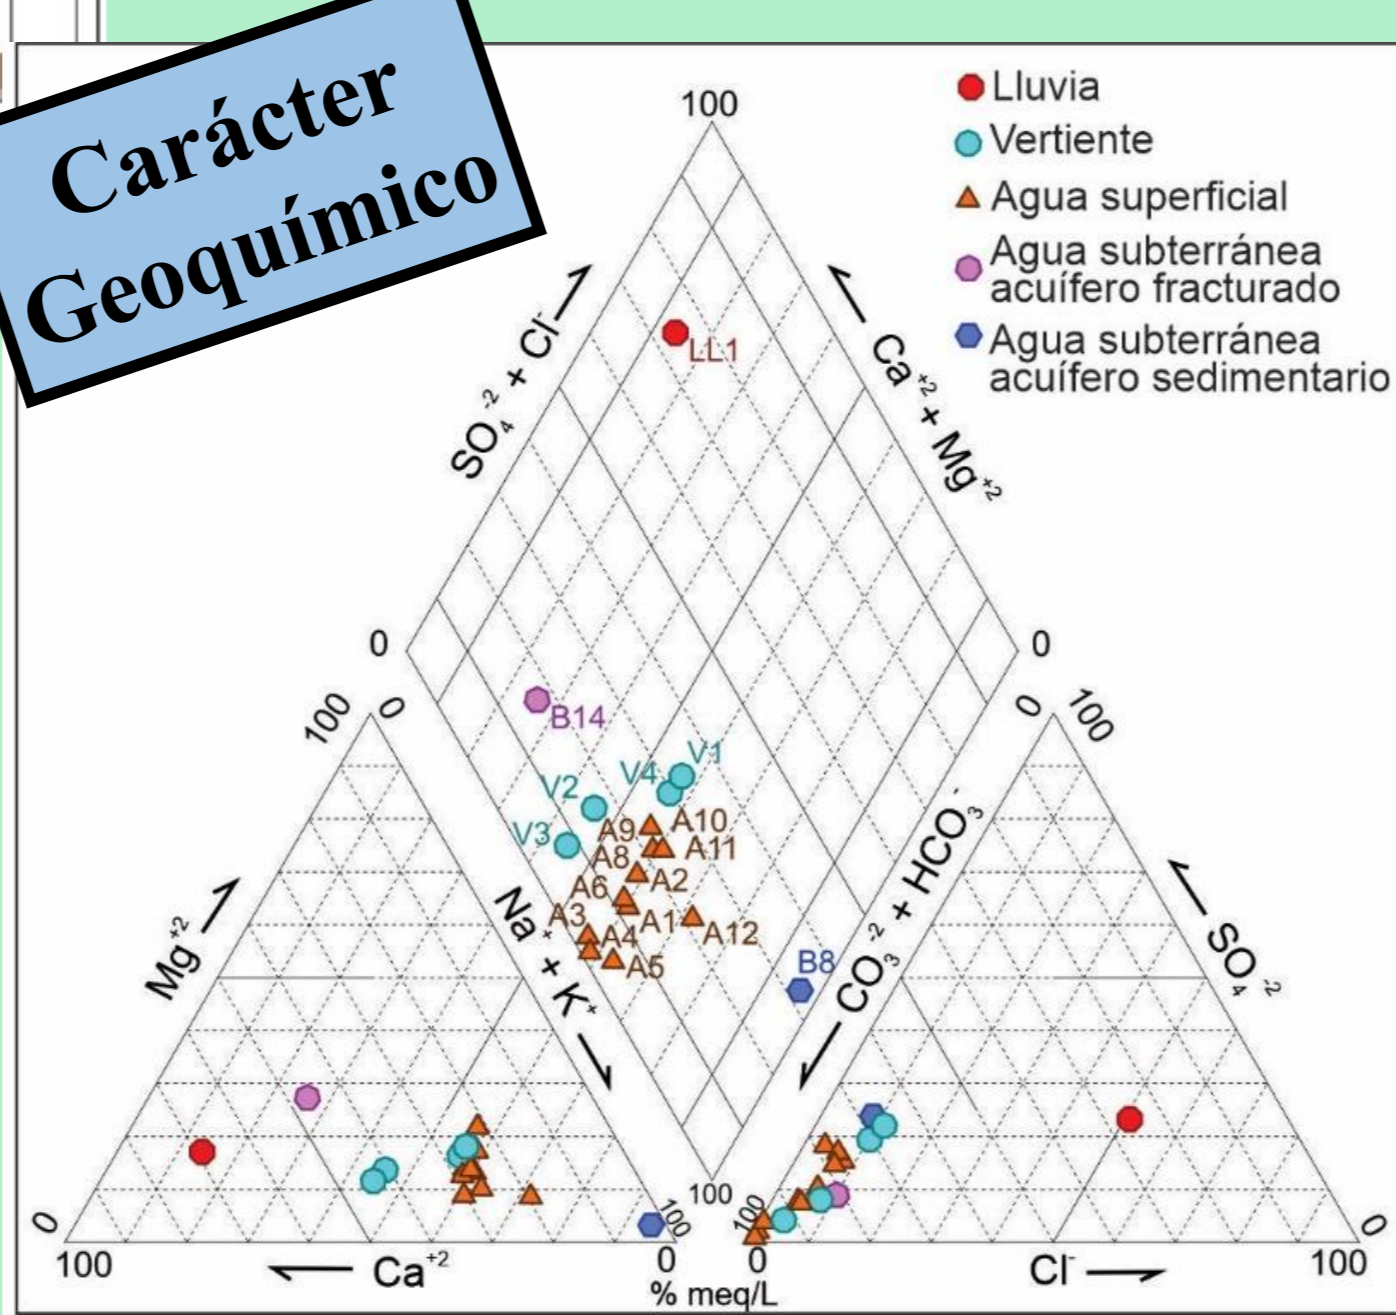 Carácter
Geoquímico
Lluvia
Vertiente
Agua superficial
Agua subterránea
acuífero fracturado
Agua subterránea
acuífero sedimentario
100
SO₄⁻² + Cl⁻
Ca⁺² + Mg⁺²
LL1
0
0
B14
V1
V4
V2
V3
A9
A10
A8
A11
A6
A2
A3
A1
A12
A4
A5
B8
Na⁺ + K⁺
CO₃⁻² + HCO₃⁻
100
0
0
100
Mg⁺²
SO₄⁻²
0
100
100
100
0
100
Ca⁺²
0
0
Cl⁻
100
% meq/L